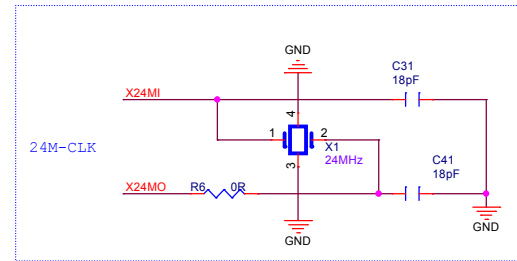 GND
C31
18pF
X24MI
4
1
2
X1
24MHz
24M-CLK
C41
18pF
3
X24MO
R6
0R
GND
GND